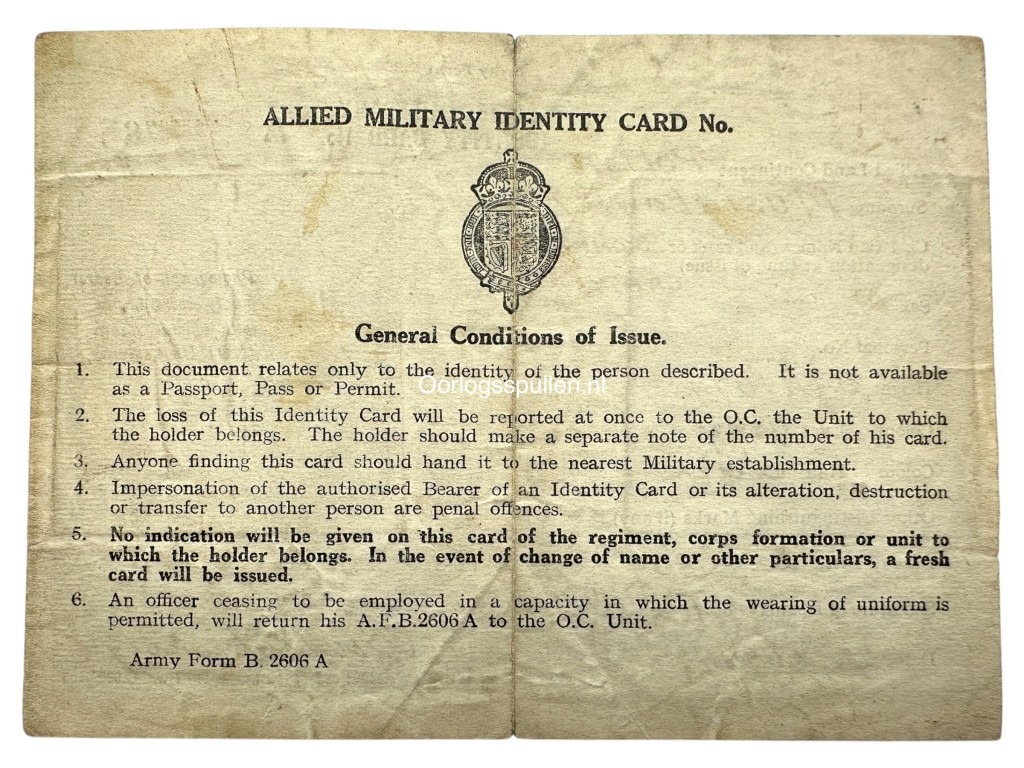 ALLIED MILITARY IDENTITY CARD No.
General Conditions of Issue.
1. This document relates only to the identity of the person described. It is not available
as a Passport, Pass or Permit.
Oorlogsspullen.nl
2. The loss of this Identity Card will be reported at once to the O.C. the Unit to which
the holder belongs. The holder should make a separate note of the number of his card.
3. Anyone finding this card should hand it to the nearest Military establishment.
4. Impersonation of the authorised Bearer of an Identity Card or its alteration, destruction
or transfer to another person are penal offences.
5. No indication will be given on this card of the regiment, corps formation or unit to
which the holder belongs. In the event of change of name or other particulars, a fresh
card will be issued.
6. An officer ceasing to be employed in a capacity in which the wearing of uniform is
permitted, will return his A.F.B.2606 A to the O.C. Unit.
Army Form B. 2606 A